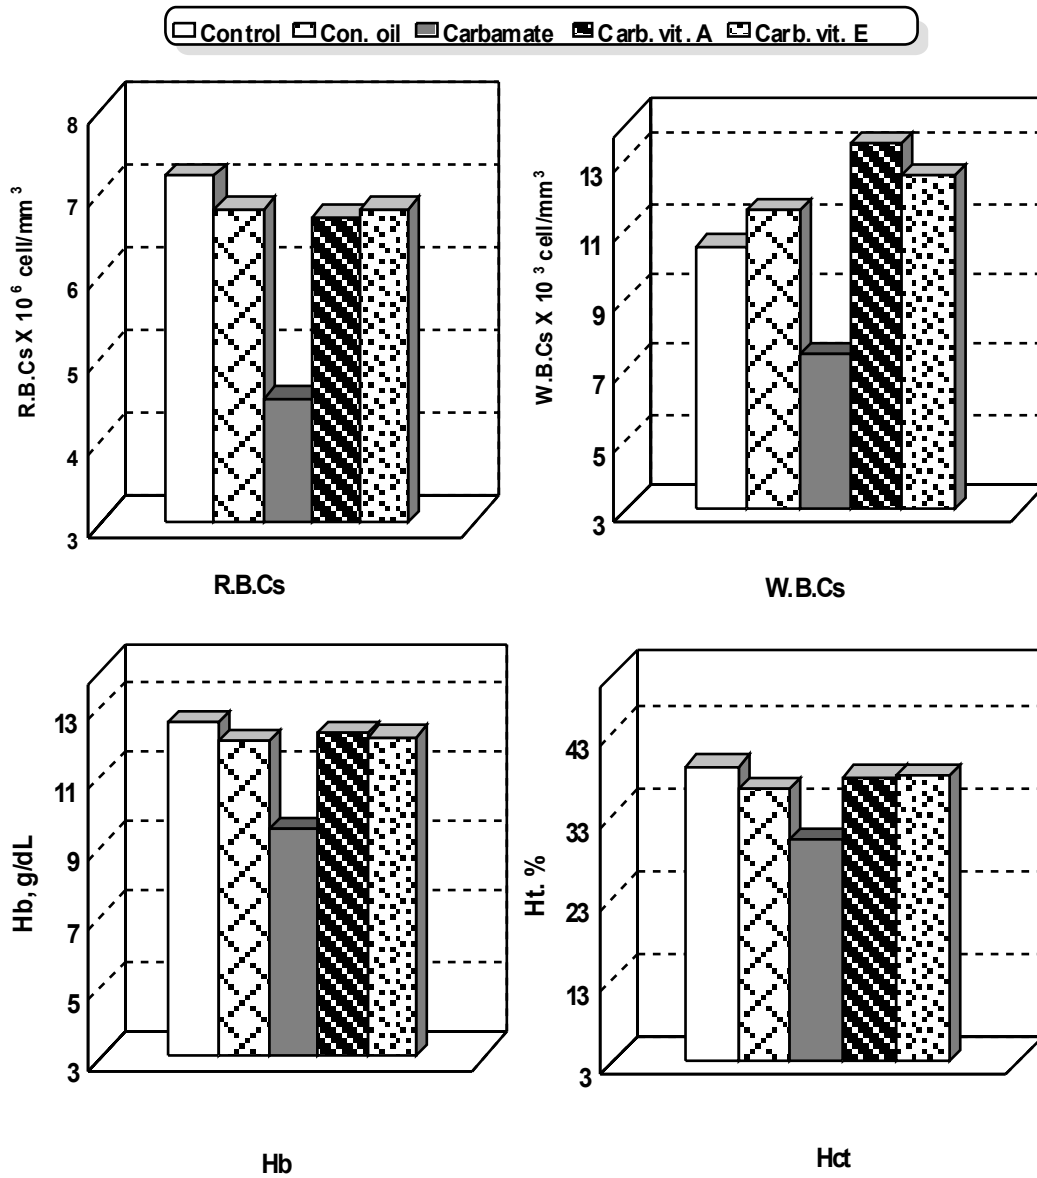 Control Con. oil Carbamate Carb. vit. A Carb. vit. E
8
7
6
5
4
3
R.B.Cs X 10 6 cell/mm 3
R.B.Cs
13
11
9
7
5
3
W.B.Cs X 10 3 cell/mm 3
W.B.Cs
13
11
9
7
5
3
Hb, g/dL
Hb
43
33
23
13
3
Ht. %
Hct